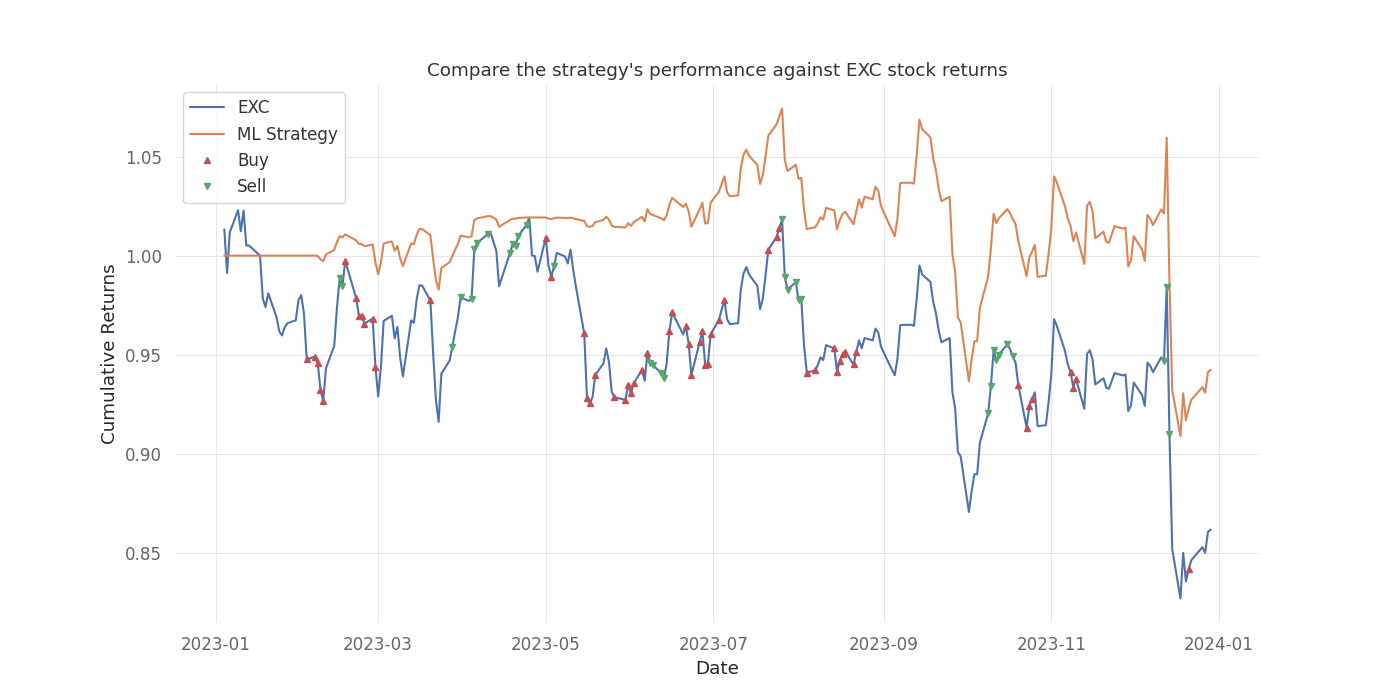 Compare the strategy's performance against EXC stock returns
EXC
ML Strategy
Buy
Sell
Cumulative Returns
1.05
1.00
0.95
0.90
0.85
2023-01
2023-03
2023-05
2023-07
2023-09
2023-11
2024-01
Date